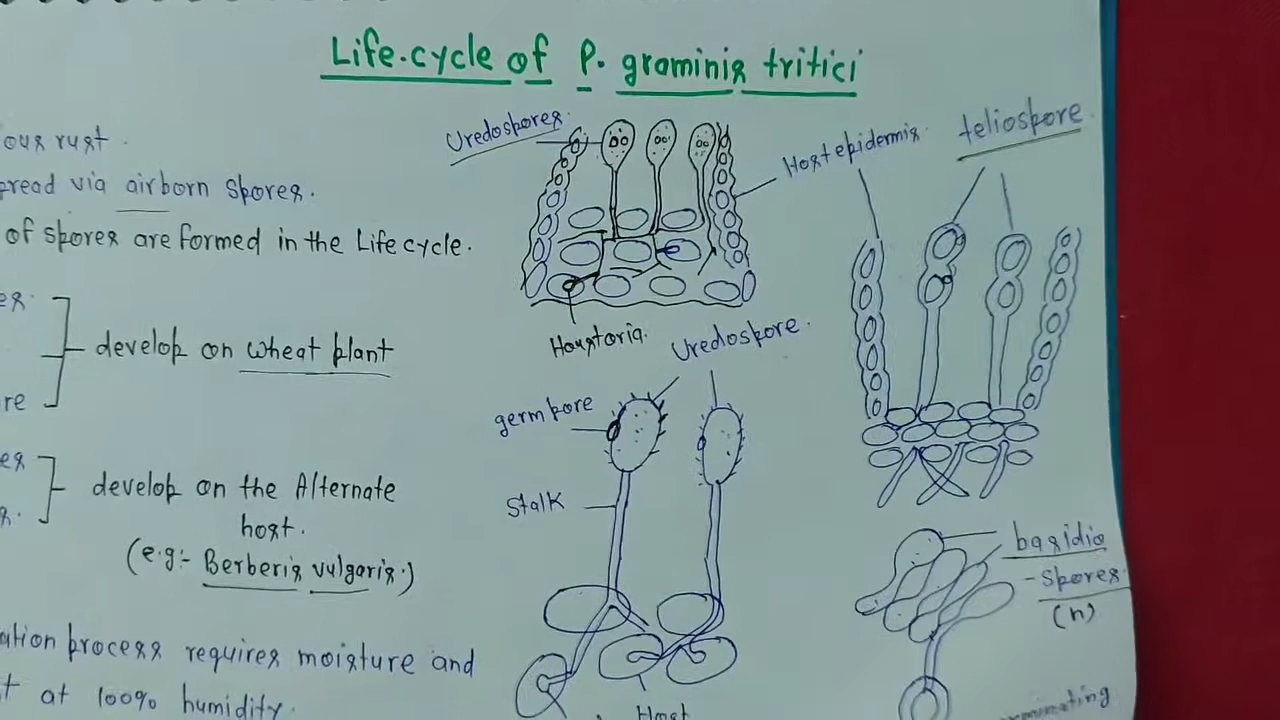 Life.cycle of P. graminis tritici
ous rust.
pread via airborn spores.
of spores are formed in the Life cycle.
develop on wheat plant
re
develop on the Alternate
host.
(e.g:- Berberis vulgaris.)
ation process requires moisture and
t at 100% humidity.
Uredospores
Host epidermis.
teliospore
Haustoria.
Uredospore.
germ pore
Stalk
Host
basidio
-spores.
(n)